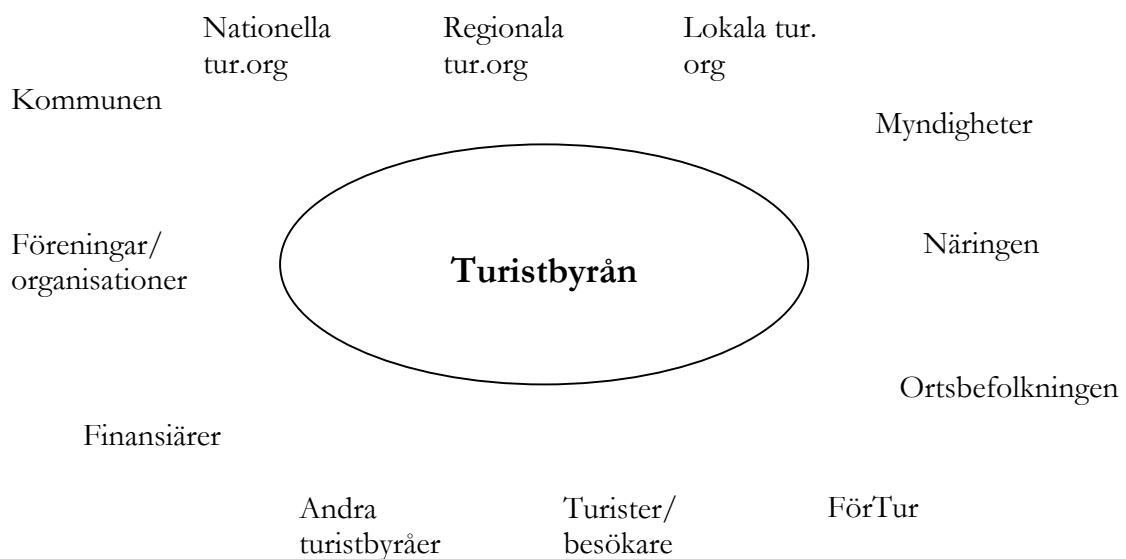 Nationella
tur.org
Regionala
tur.org
Lokala tur.
org
Kommunen
Myndigheter
Föreningar/
organisationer
Turistbyrån
Näringen
Ortsbefolkningen
Finansiärer
Andra
turistbyråer
Turister/
besökare
FörTur